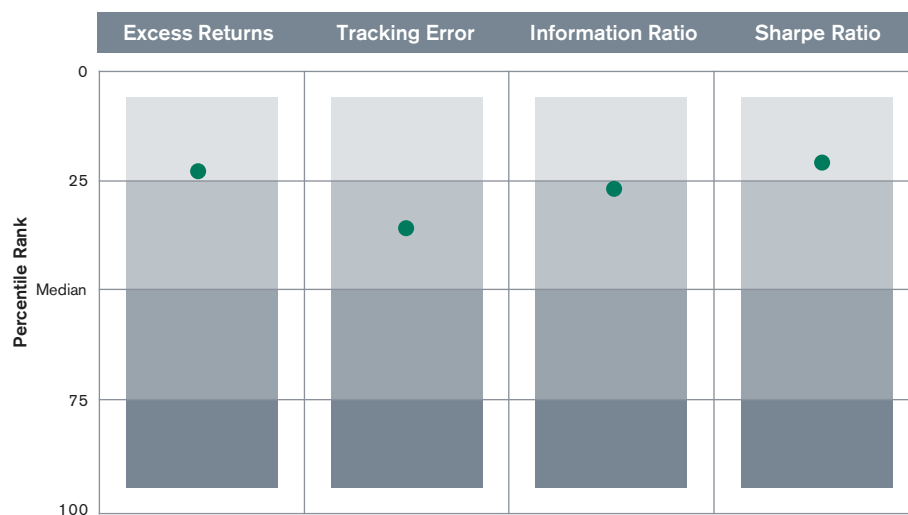 Excess Returns Tracking Error Information Ratio Sharpe Ratio
0
25
Median
75
100
Percentile Rank